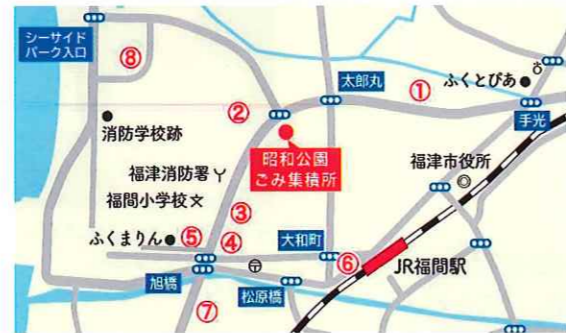 シーサイド
パーク入口
⑧
太郎丸
①
ふくとぴあ
②
手光
消防学校跡
昭和公園
ごみ集積所
福津市役所
福津消防署
福間小学校
③
ふくまりん
⑤
④
大和町
⑥
JR福間駅
旭橋
松原橋
⑦